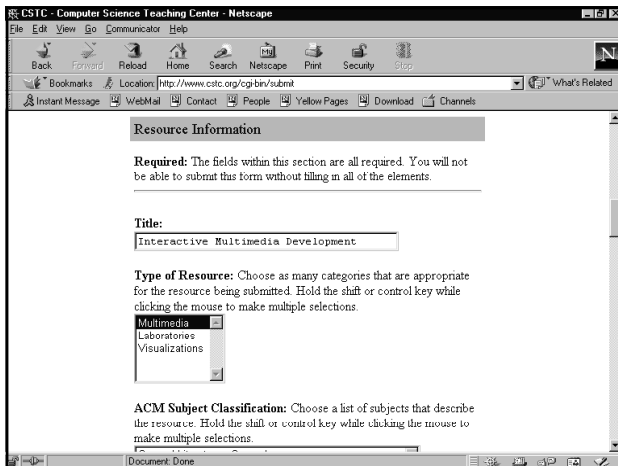 CSTC - Computer Science Teaching Center - Netscape
File Edit View Go Communicator Help
Back Forward Reload Home Search Netscape Print Security Stop
My
N
Bookmarks Location: http://www.cstc.org/cgi-bin/submit What's Related
Instant Message WebMail Contact People Yellow Pages Download Channels
Resource Information
Required: The fields within this section are all required. You will not
be able to submit this form without filling in all of the elements.
Title:
Interactive Multimedia Development
Type of Resource: Choose as many categories that are appropriate
for the resource being submitted. Hold the shift or control key while
clicking the mouse to make multiple selections.
Multimedia
Laboratories
Visualizations
ACM Subject Classification: Choose a list of subjects that describe
the resource. Hold the shift or control key while clicking the mouse to
make multiple selections.
Document: Done